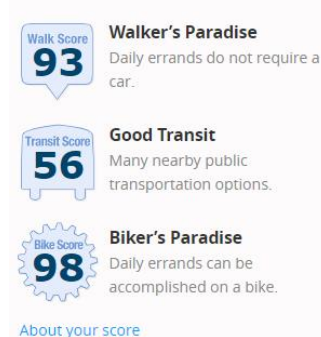 Walk Score
93
Walker’s Paradise
Daily errands do not require a
car.
Transit Score
56
Good Transit
Many nearby public
transportation options.
Bike Score
98
Biker’s Paradise
Daily errands can be
accomplished on a bike.
About your score